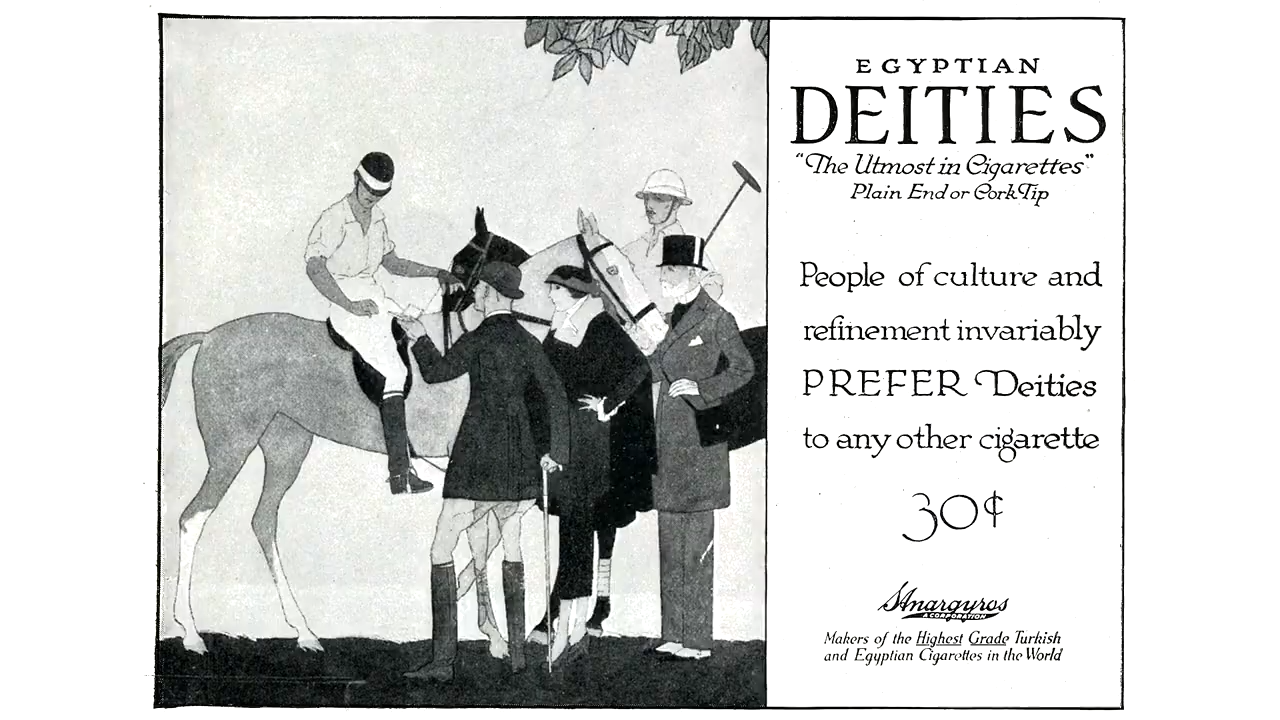 EGYPTIAN
DEITIES
"The Utmost in Cigarettes"
Plain End or Cork Tip
People of culture and
refinement invariably
PREFER Deities
to any other cigarette
30¢
S. Anargyros
A CORPORATION
Makers of the Highest Grade Turkish
and Egyptian Cigarettes in the World